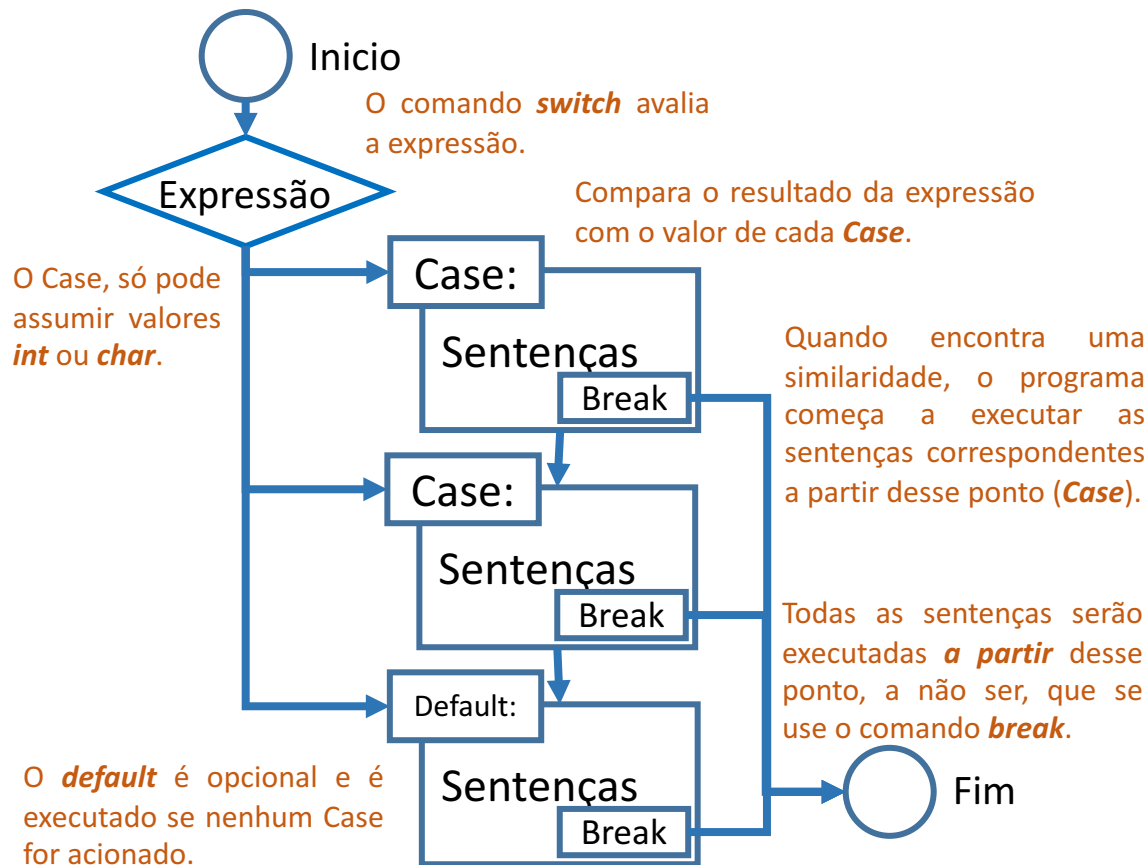 Inicio
O comando switch avalia
a expressão.
Expressão
Compara o resultado da expressão
com o valor de cada Case.
O Case, só pode
assumir valores
int ou char.
Case:
Sentenças
Break
Quando encontra uma
similaridade, o programa
começa a executar as
sentenças correspondentes
a partir desse ponto (Case).
Case:
Sentenças
Break
Todas as sentenças serão
executadas a partir desse
ponto, a não ser, que se
use o comando break.
Default:
Sentenças
Break
O default é opcional e é
executado se nenhum Case
for acionado.
Fim